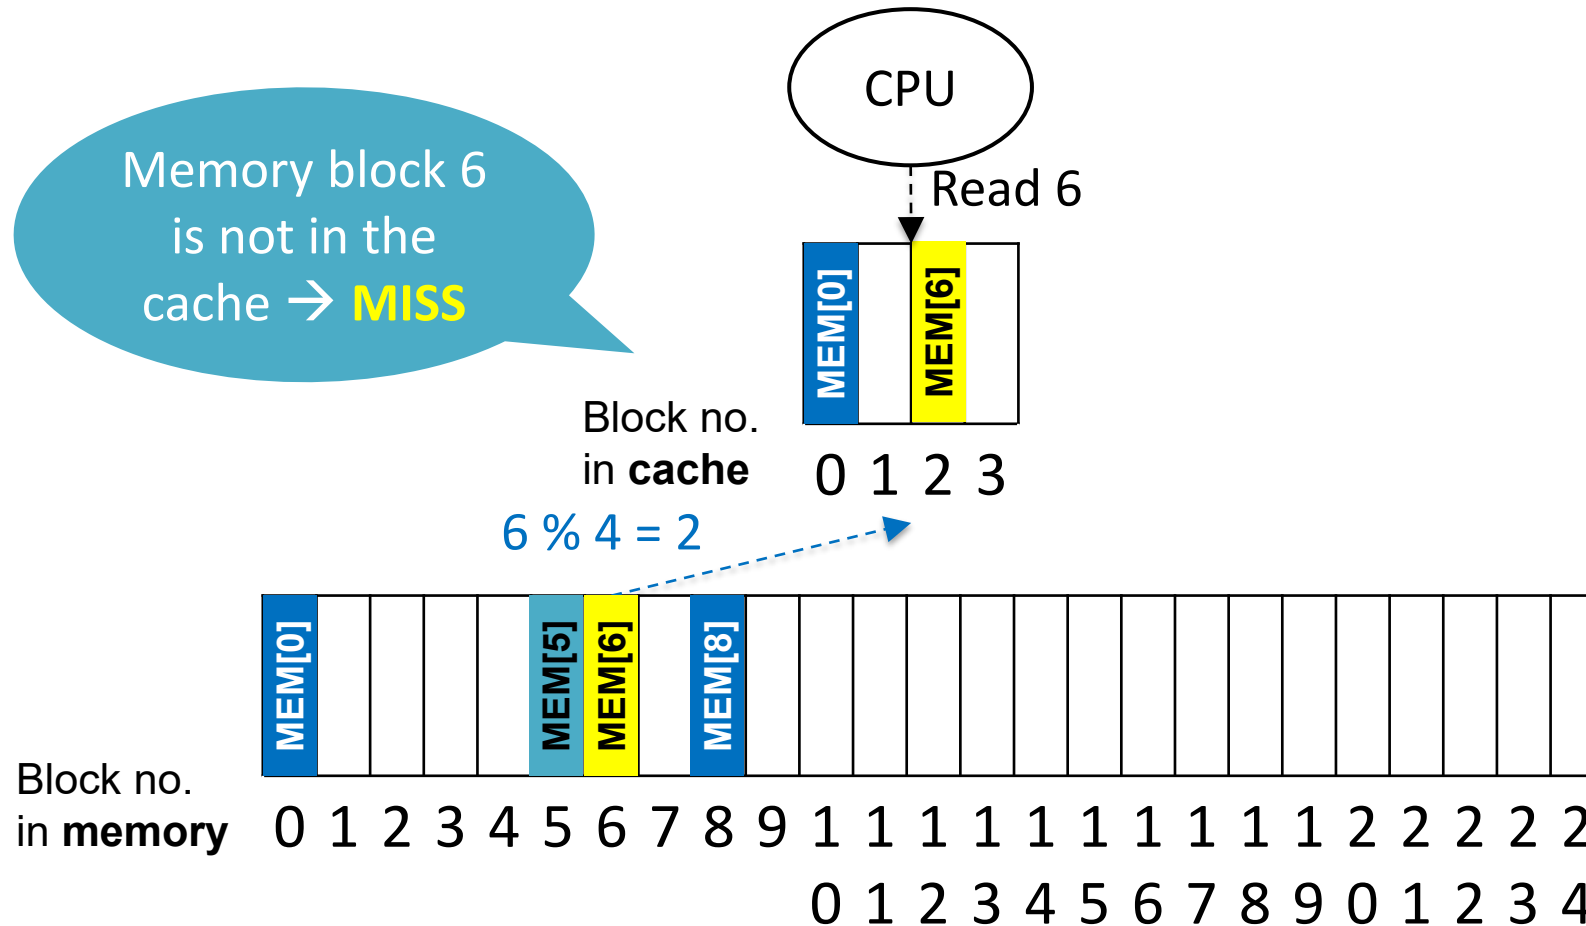 CPU
Memory block 6
is not in the
cache → MISS
Read 6
MEM[0]
MEM[6]
Block no.
in cache
0 1 2 3
6 % 4 = 2
MEM[0]
MEM[5]
MEM[6]
MEM[8]
Block no.
in memory
0 1 2 3 4 5 6 7 8 9 1 1 1 1 1 1 1 1 1 1 2 2 2 2 2
0 1 2 3 4 5 6 7 8 9 0 1 2 3 4